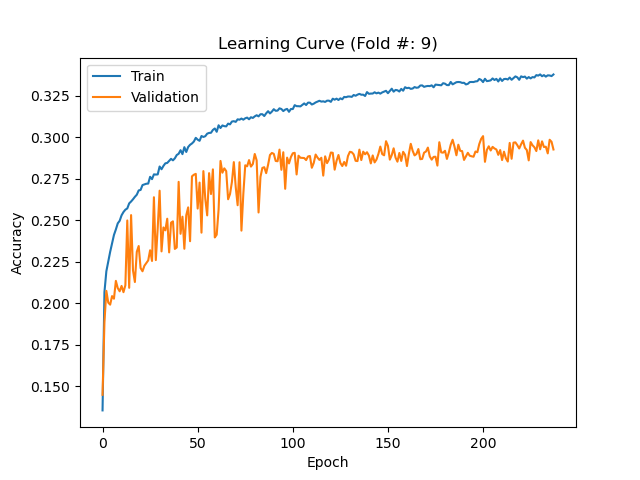 Learning Curve (Fold #: 9)
Train
Validation
Accuracy
0.325
0.300
0.275
0.250
0.225
0.200
0.175
0.150
0 50 100 150 200
Epoch